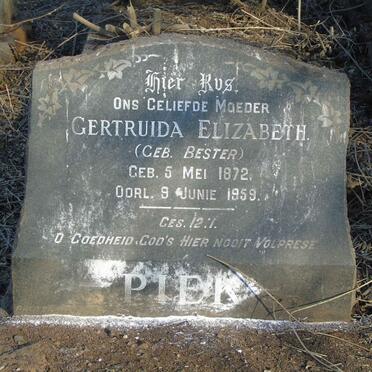 Hier Rus
Ons Geliefde Moeder
GERTRUIDA ELIZABETH.
(GEB. BESTER)
GEB. 5 MEI 1872.
OORL. 9 JUNIE 1959.
GES. 12:1.
O GOEDHEID GOD'S HIER NOOIT VOLPRESE
PIEK